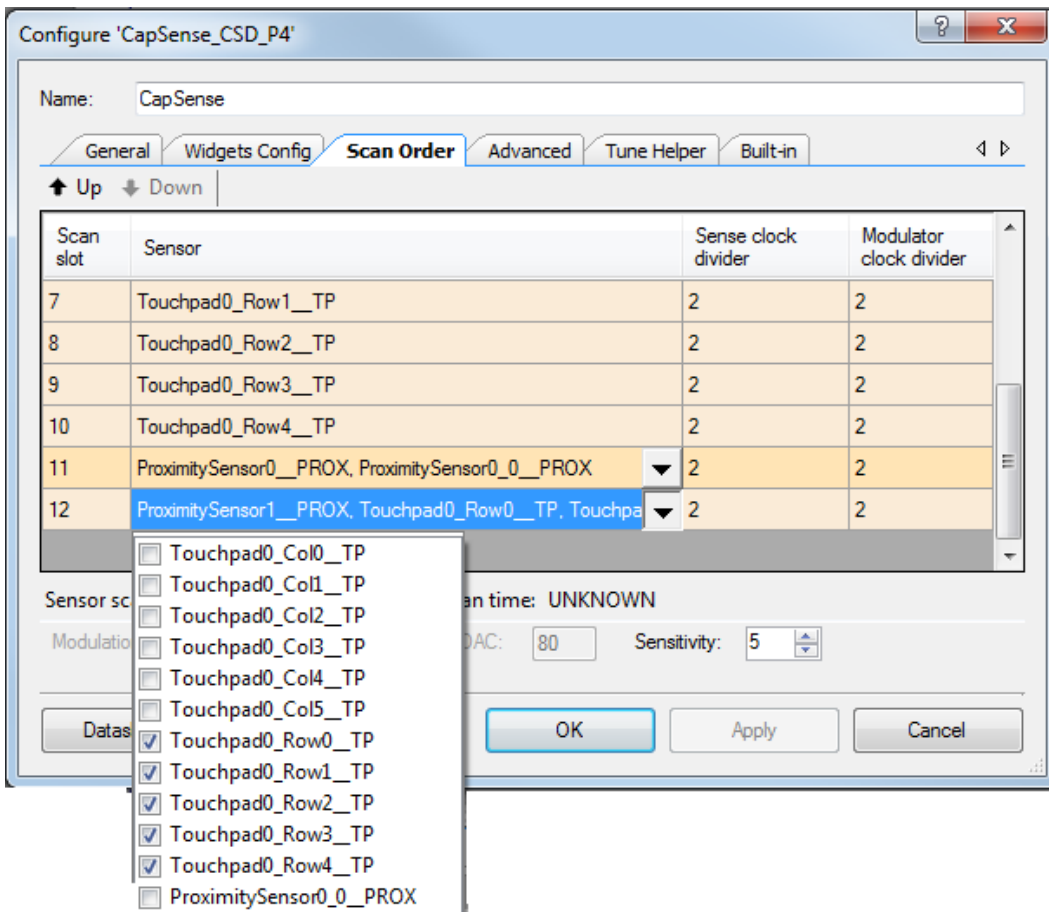 Configure 'CapSense_CSD_P4'
Name: CapSense
General Widgets Config Scan Order Advanced Tune Helper Built-in
Up Down
Scan slot Sensor Sense clock divider Modulator clock divider
7 Touchpad0_Row1__TP 2 2
8 Touchpad0_Row2__TP 2 2
9 Touchpad0_Row3__TP 2 2
10 Touchpad0_Row4__TP 2 2
11 ProximitySensor0__PROX, ProximitySensor0_0__PROX 2 2
12 ProximitySensor1__PROX, Touchpad0_Row0__TP, Touchpa 2 2
Touchpad0_Col0__TP
Touchpad0_Col1__TP
Sensor sc an time: UNKNOWN
Touchpad0_Col2__TP
Modulatio DAC: 80 Sensitivity: 5
Touchpad0_Col3__TP
Touchpad0_Col4__TP
Touchpad0_Col5__TP
Datas OK Apply Cancel
Touchpad0_Row0__TP
Touchpad0_Row1__TP
Touchpad0_Row2__TP
Touchpad0_Row3__TP
Touchpad0_Row4__TP
ProximitySensor0_0__PROX